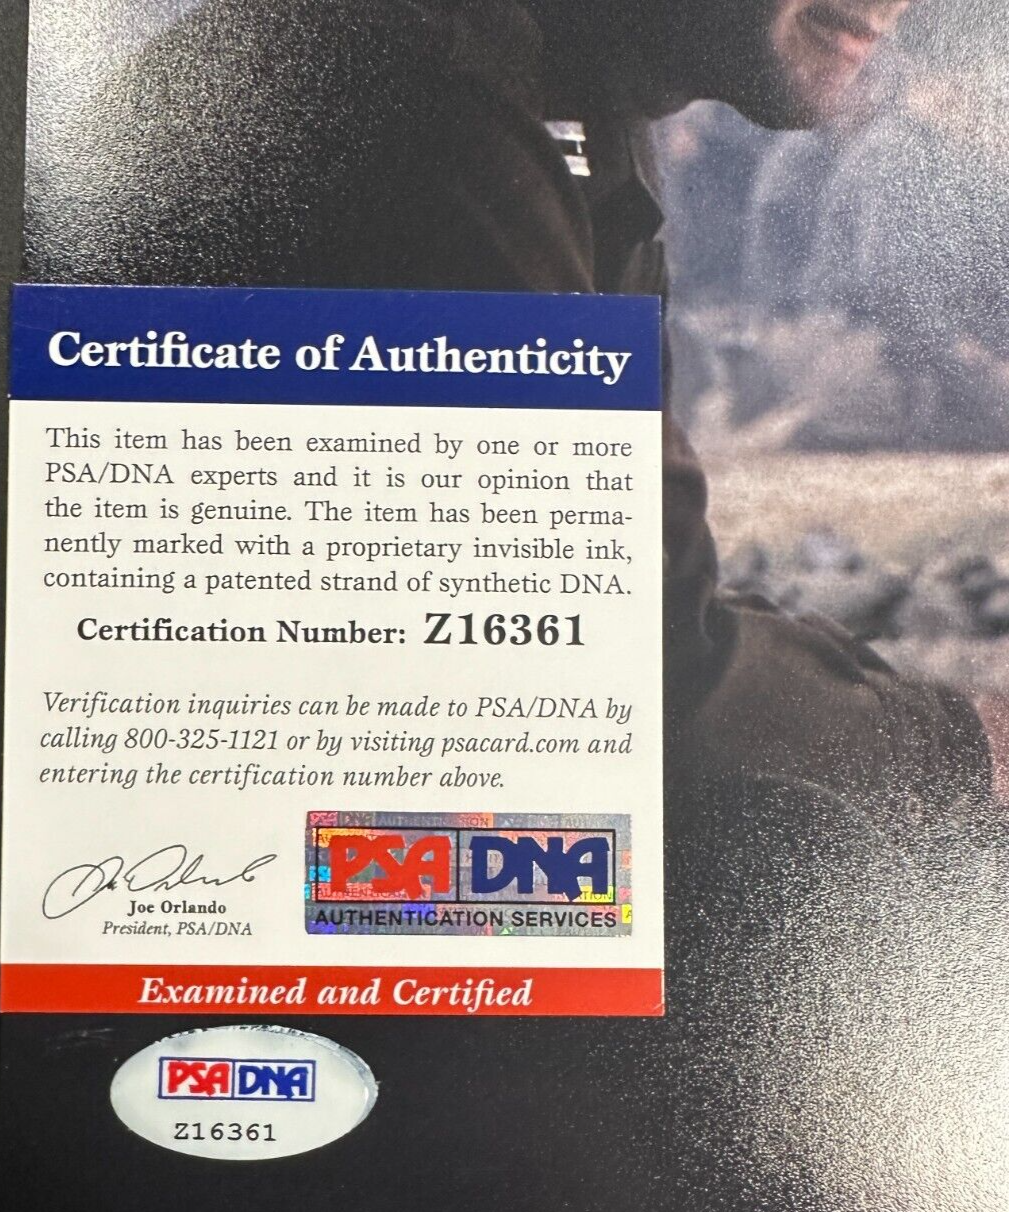 Certificate of Authenticity
This item has been examined by one or more
PSA/DNA experts and it is our opinion that
the item is genuine. The item has been perma-
nently marked with a proprietary invisible ink,
containing a patented strand of synthetic DNA.
Certification Number: Z16361
Verification inquiries can be made to PSA/DNA by
calling 800-325-1121 or by visiting psacard.com and
entering the certification number above.
Joe Orlando
President, PSA/DNA
PSA DNA
AUTHENTICATION SERVICES
Examined and Certified
PSA DNA
Z16361